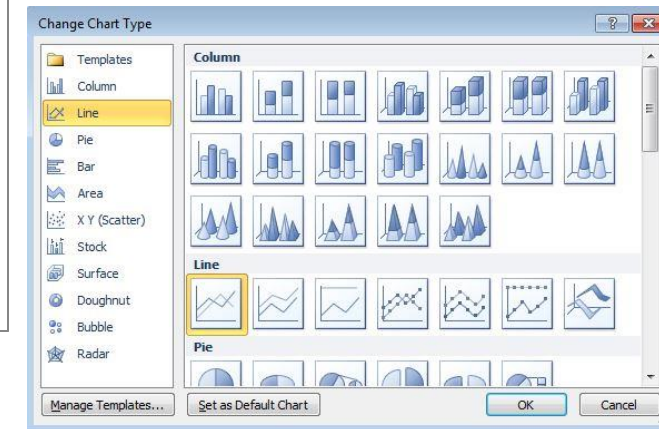 Change Chart Type
Templates
Column
Line
Pie
Bar
Area
X Y (Scatter)
Stock
Surface
Doughnut
Bubble
Radar
Column
Line
Pie
Manage Templates...
Set as Default Chart
OK
Cancel